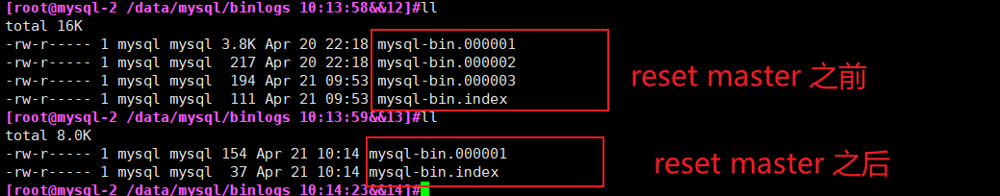 [root@mysql-2 /data/mysql/binlogs 10:13:58&&12]#ll
total 16K
-rw-r----- 1 mysql mysql 3.8K Apr 20 22:18 mysql-bin.000001
-rw-r----- 1 mysql mysql  217 Apr 20 22:18 mysql-bin.000002
-rw-r----- 1 mysql mysql  194 Apr 21 09:53 mysql-bin.000003
-rw-r----- 1 mysql mysql  111 Apr 21 09:53 mysql-bin.index
reset master 之前
[root@mysql-2 /data/mysql/binlogs 10:13:59&&13]#ll
total 8.0K
-rw-r----- 1 mysql mysql 154 Apr 21 10:14 mysql-bin.000001
-rw-r----- 1 mysql mysql  37 Apr 21 10:14 mysql-bin.index
reset master 之后
[root@mysql-2 /data/mysql/binlogs 10:14:23&&14]#